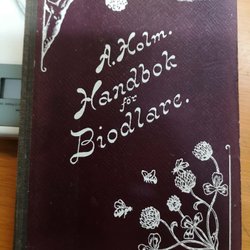 A. Holm.
Handbok
för
Biodlare.